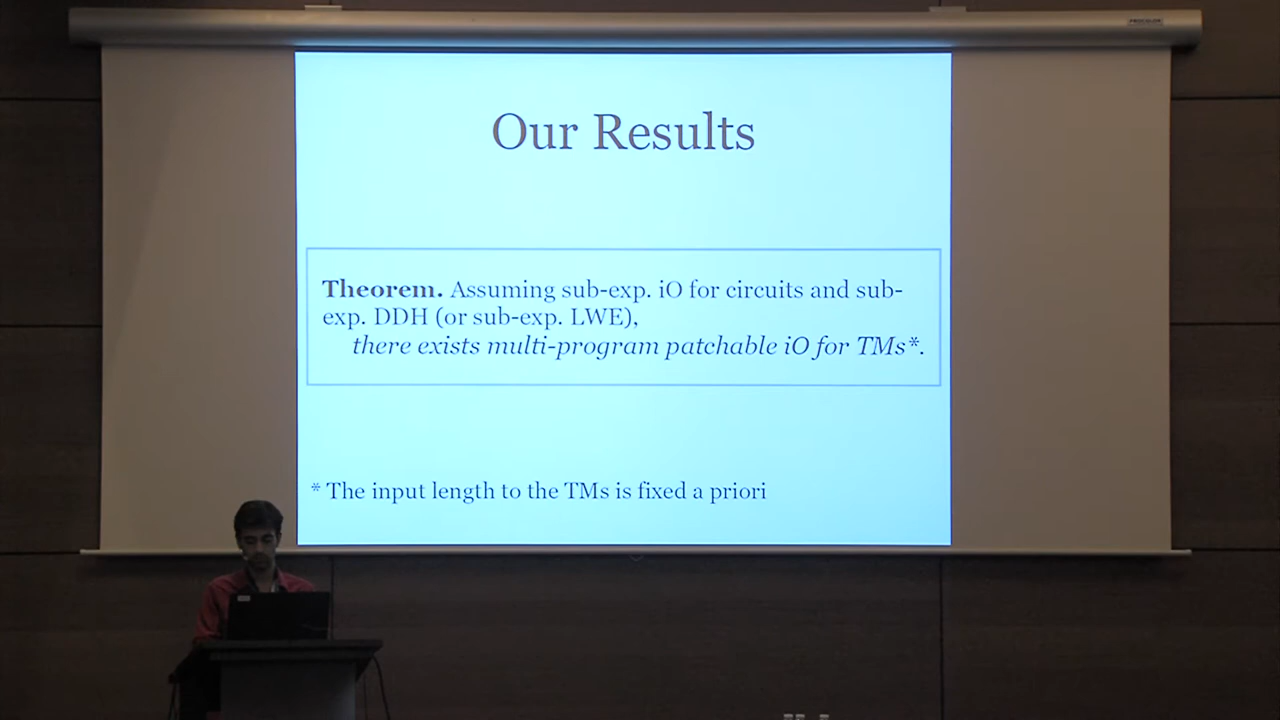 PROCOLOR
Our Results
Theorem. Assuming sub-exp. iO for circuits and sub-
exp. DDH (or sub-exp. LWE),
there exists multi-program patchable iO for TMs*.
* The input length to the TMs is fixed a priori